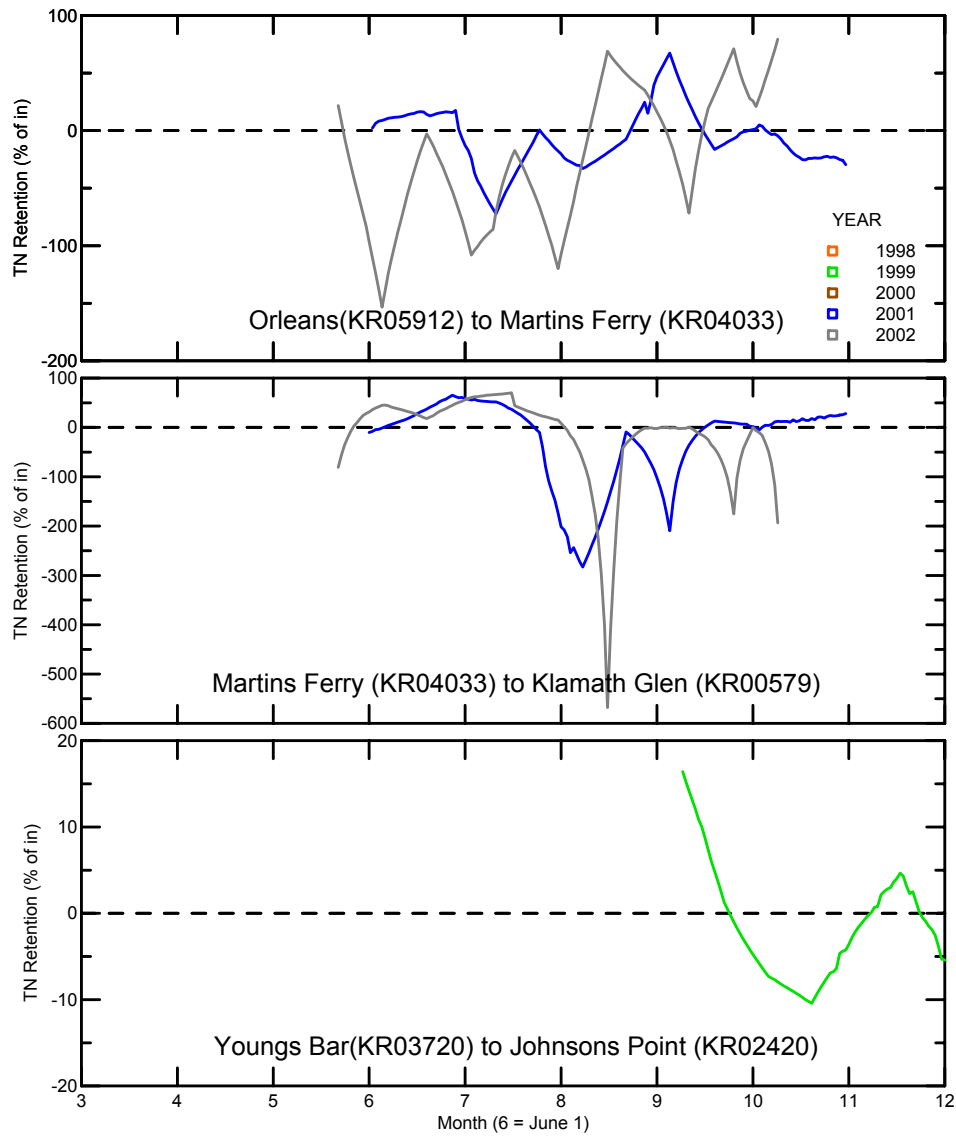 100
0
-100
-200
TN Retention (% of in)
YEAR
1998
1999
2000
2001
2002
Orleans(KR05912) to Martins Ferry (KR04033)
100
0
-100
-200
-300
-400
-500
-600
TN Retention (% of in)
Martins Ferry (KR04033) to Klamath Glen (KR00579)
20
10
0
-10
-20
TN Retention (% of in)
Youngs Bar(KR03720) to Johnsons Point (KR02420)
3 4 5 6 7 8 9 10 11 12
Month (6 = June 1)